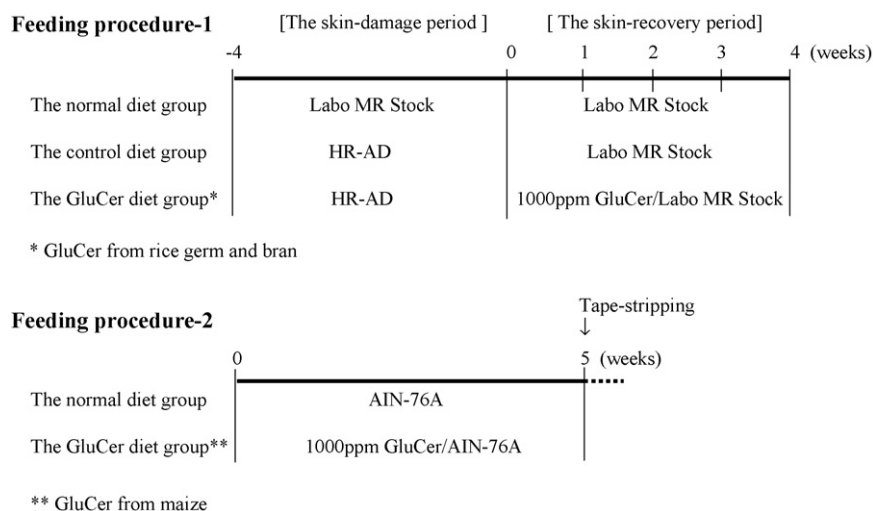 Feeding procedure-1 [The skin-damage period ] [ The skin-recovery period]
-4 0 1 2 3 4 (weeks)
The normal diet group Labo MR Stock Labo MR Stock
The control diet group HR-AD Labo MR Stock
The GluCer diet group* HR-AD 1000ppm GluCer/Labo MR Stock
* GluCer from rice germ and bran
Tape-stripping
Feeding procedure-2 ↓
0 5 (weeks)
The normal diet group AIN-76A
The GluCer diet group** 1000ppm GluCer/AIN-76A
** GluCer from maize